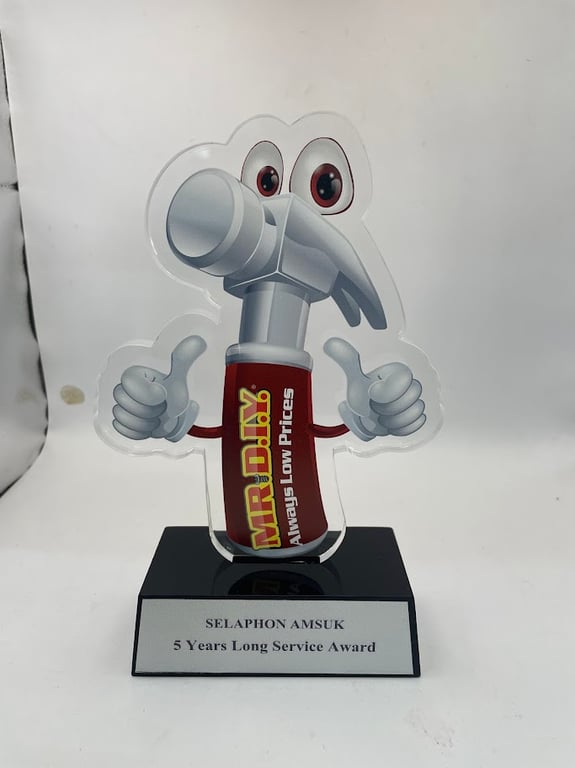 MR.D.I.Y.®
Always Low Prices
SELAPHON AMSUK
5 Years Long Service Award